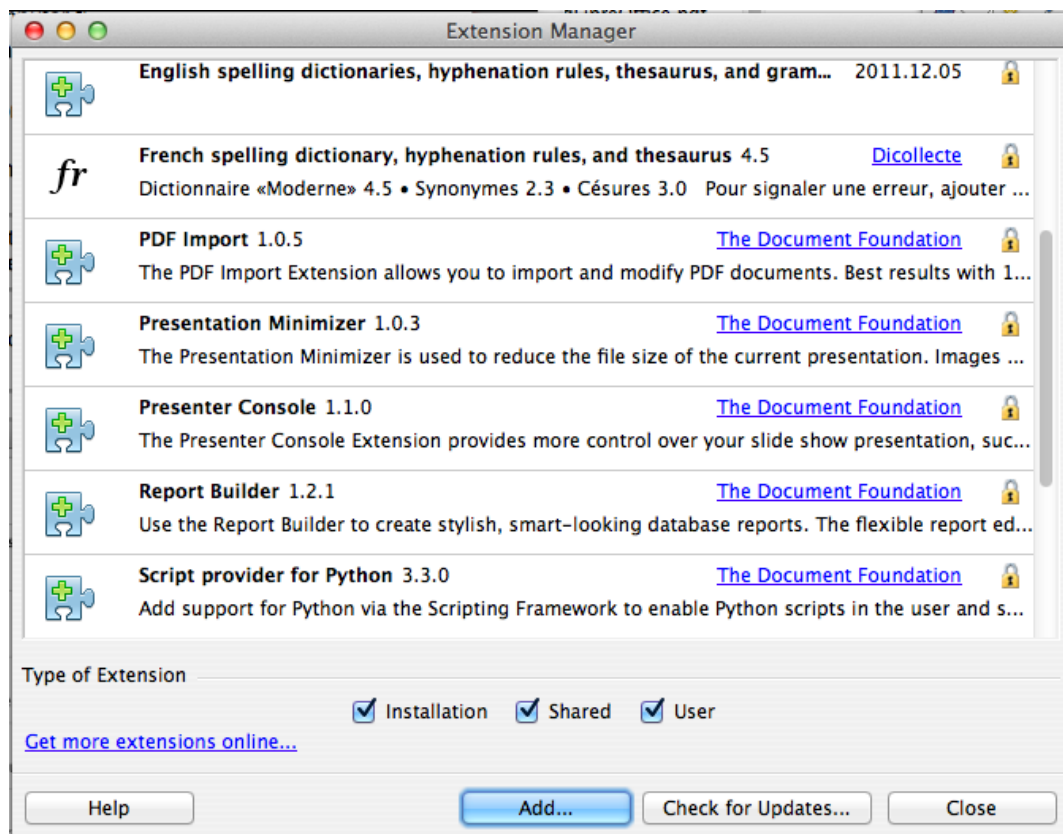 Extension Manager
English spelling dictionaries, hyphenation rules, thesaurus, and gram... 2011.12.05
fr
French spelling dictionary, hyphenation rules, and thesaurus 4.5 Dicollecte
Dictionnaire «Moderne» 4.5 • Synonymes 2.3 • Césures 3.0 Pour signaler une erreur, ajouter ...
PDF Import 1.0.5 The Document Foundation
The PDF Import Extension allows you to import and modify PDF documents. Best results with 1...
Presentation Minimizer 1.0.3 The Document Foundation
The Presentation Minimizer is used to reduce the file size of the current presentation. Images ...
Presenter Console 1.1.0 The Document Foundation
The Presenter Console Extension provides more control over your slide show presentation, suc...
Report Builder 1.2.1 The Document Foundation
Use the Report Builder to create stylish, smart-looking database reports. The flexible report ed...
Script provider for Python 3.3.0 The Document Foundation
Add support for Python via the Scripting Framework to enable Python scripts in the user and s...
Type of Extension
Installation Shared User
Get more extensions online...
Help Add... Check for Updates... Close